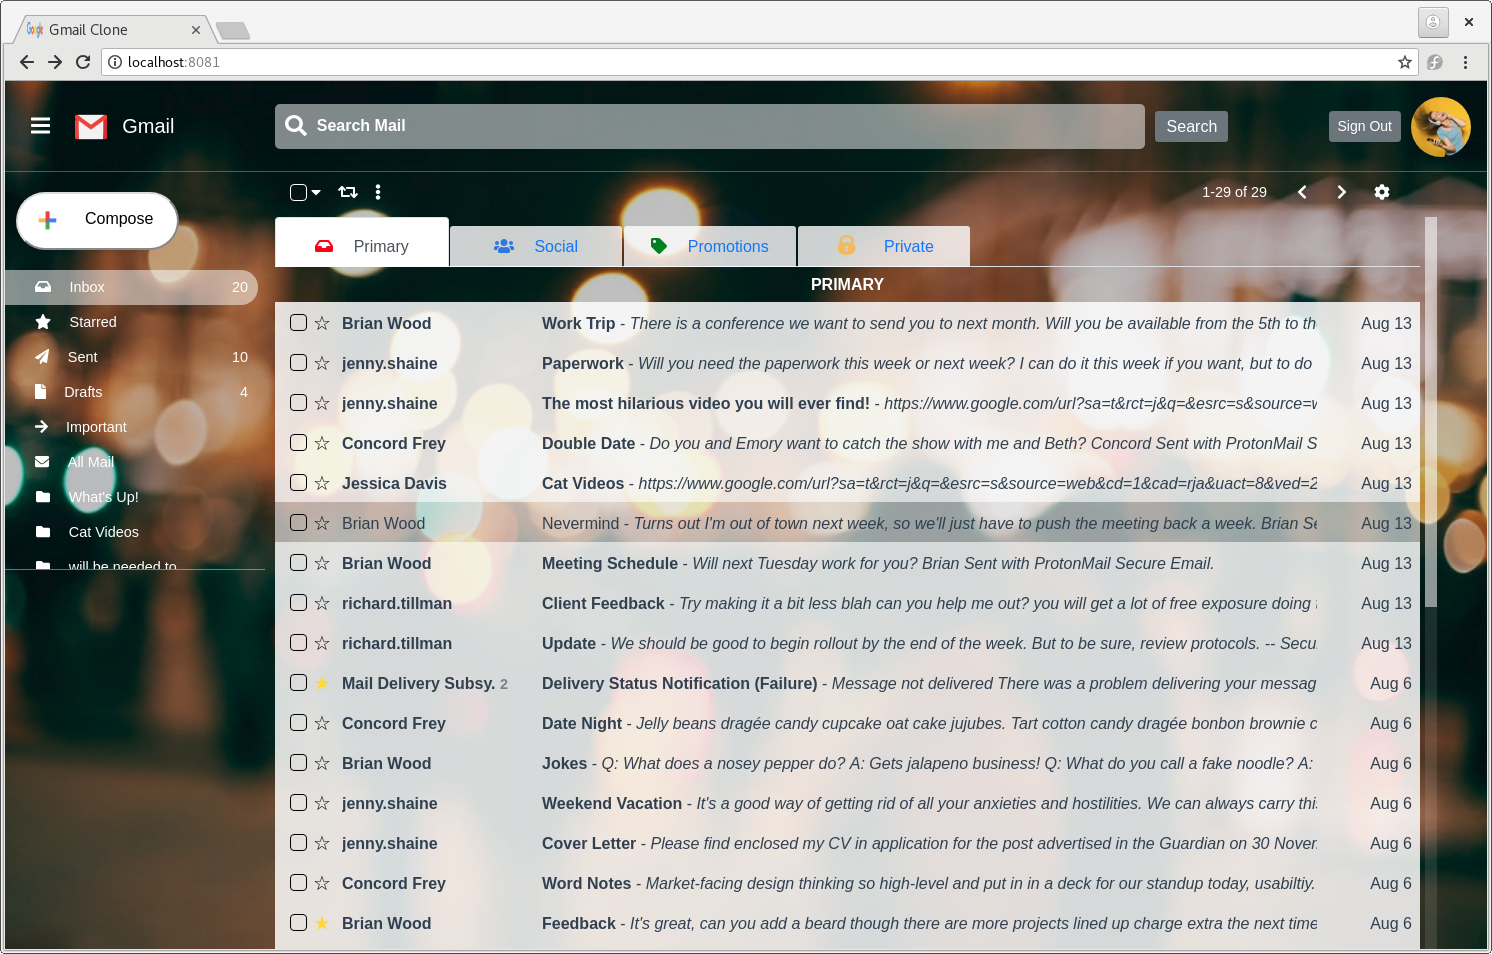 Gmail Clone
localhost:8081
Gmail
Search Mail
Search
Sign Out
1-29 of 29
Compose
Primary
Social
Promotions
Private
Inbox 20
Starred
Sent 10
Drafts 4
Important
All Mail
What's Up!
Cat Videos
will be needed to
PRIMARY
Brian Wood Work Trip - There is a conference we want to send you to next month. Will you be available from the 5th to th Aug 13
jenny.shaine Paperwork - Will you need the paperwork this week or next week? I can do it this week if you want, but to do Aug 13
jenny.shaine The most hilarious video you will ever find! - https://www.google.com/url?sa=t&rct=j&q=&esrc=s&source=w Aug 13
Concord Frey Double Date - Do you and Emory want to catch the show with me and Beth? Concord Sent with ProtonMail S Aug 13
Jessica Davis Cat Videos - https://www.google.com/url?sa=t&rct=j&q=&esrc=s&source=web&cd=1&cad=rja&uact=8&ved=2 Aug 13
Brian Wood Nevermind - Turns out I'm out of town next week, so we'll just have to push the meeting back a week. Brian Se Aug 13
Brian Wood Meeting Schedule - Will next Tuesday work for you? Brian Sent with ProtonMail Secure Email. Aug 13
richard.tillman Client Feedback - Try making it a bit less blah can you help me out? you will get a lot of free exposure doing t Aug 13
richard.tillman Update - We should be good to begin rollout by the end of the week. But to be sure, review protocols. -- Secu. Aug 13
Mail Delivery Subsy. 2 Delivery Status Notification (Failure) - Message not delivered There was a problem delivering your messag Aug 6
Concord Frey Date Night - Jelly beans dragée candy cupcake oat cake jujubes. Tart cotton candy dragée bonbon brownie c Aug 6
Brian Wood Jokes - Q: What does a nosey pepper do? A: Gets jalapeno business! Q: What do you call a fake noodle? A: Aug 6
jenny.shaine Weekend Vacation - It's a good way of getting rid of all your anxieties and hostilities. We can always carry this Aug 6
jenny.shaine Cover Letter - Please find enclosed my CV in application for the post advertised in the Guardian on 30 Noven Aug 6
Concord Frey Word Notes - Market-facing design thinking so high-level and put in in a deck for our standup today, usabiltiy. Aug 6
Brian Wood Feedback - It's great, can you add a beard though there are more projects lined up charge extra the next time Aug 6